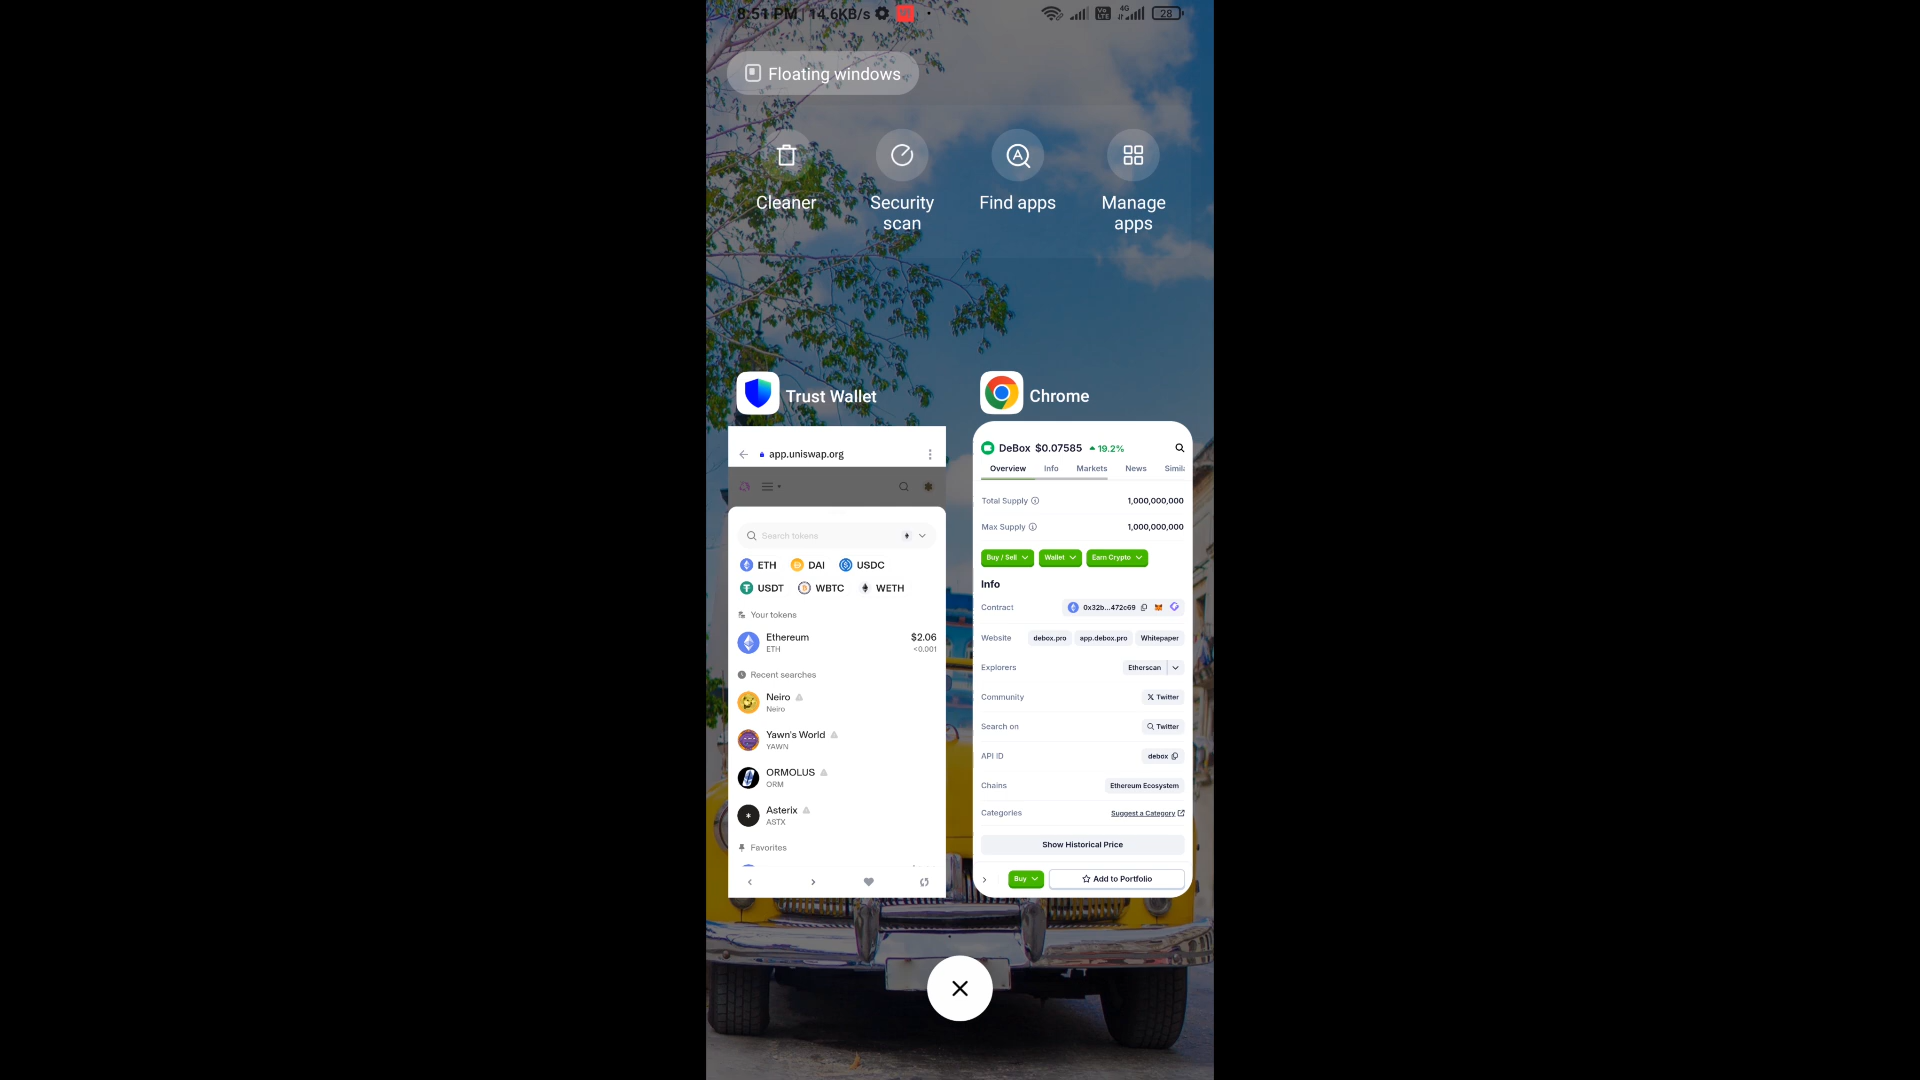 8:51 PM | 14.6KB/s
4G
28
Floating windows
Cleaner
Security scan
Find apps
Manage apps
Trust Wallet
app.uniswap.org
Search tokens
ETH DAI USDC
USDT WBTC WETH
Your tokens
Ethereum $2.06
ETH <0.001
Recent searches
Neiro
Neiro
Yawn's World
YAWN
ORMOLUS
ORM
Asterix
ASTX
Favorites
Chrome
DeBox $0.07585 19.2%
Overview Info Markets News Simila
Total Supply 1,000,000,000
Max Supply 1,000,000,000
Buy / Sell Wallet Earn Crypto
Info
Contract 0x32b...472c69
Website debox.pro app.debox.pro Whitepaper
Explorers Etherscan
Community Twitter
Search on Twitter
API ID debox
Chains Ethereum Ecosystem
Categories Suggest a Category
Show Historical Price
Buy Add to Portfolio